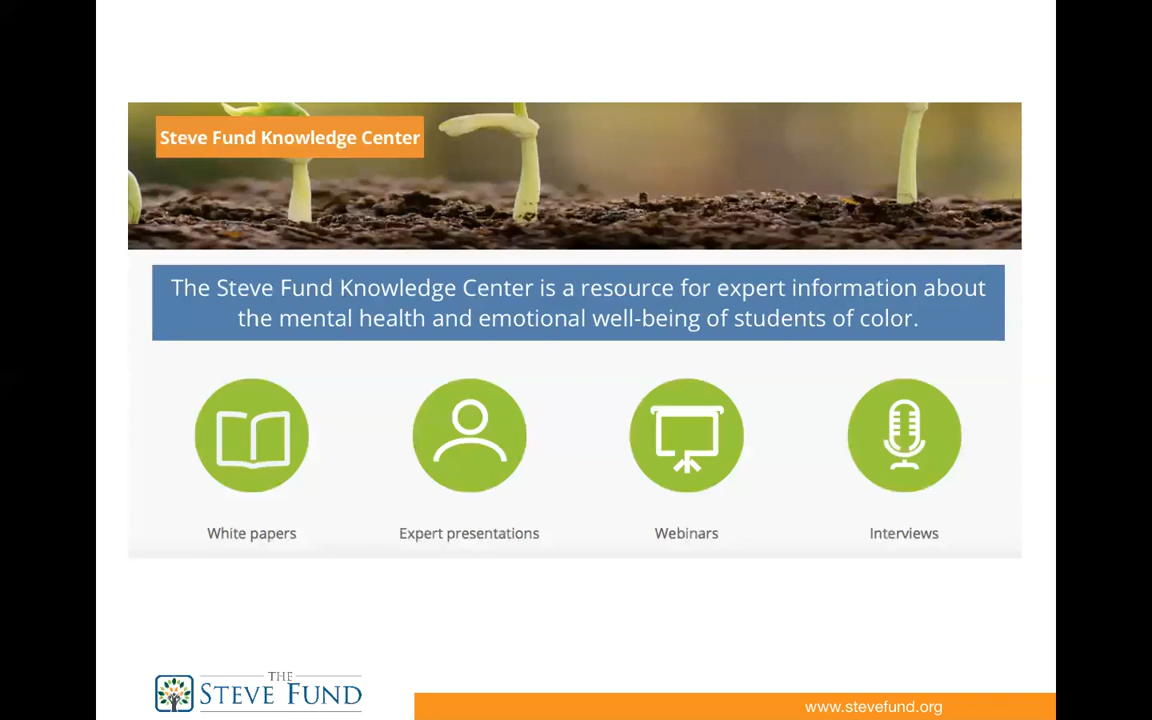 Steve Fund Knowledge Center
The Steve Fund Knowledge Center is a resource for expert information about
the mental health and emotional well-being of students of color.
White papers
Expert presentations
Webinars
Interviews
THE
STEVE FUND
www.stevefund.org